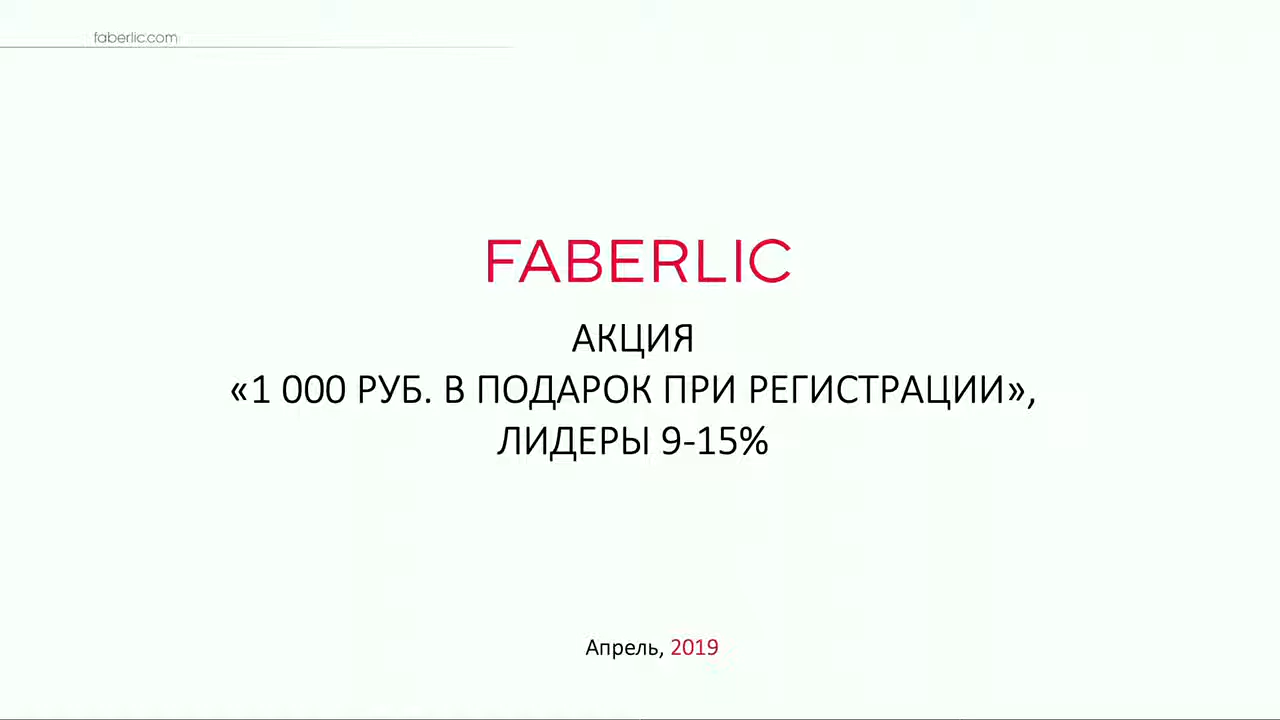 faberlic.com
FABERLIC
АКЦИЯ
«1 000 РУБ. В ПОДАРОК ПРИ РЕГИСТРАЦИИ»,
ЛИДЕРЫ 9-15%
Апрель, 2019